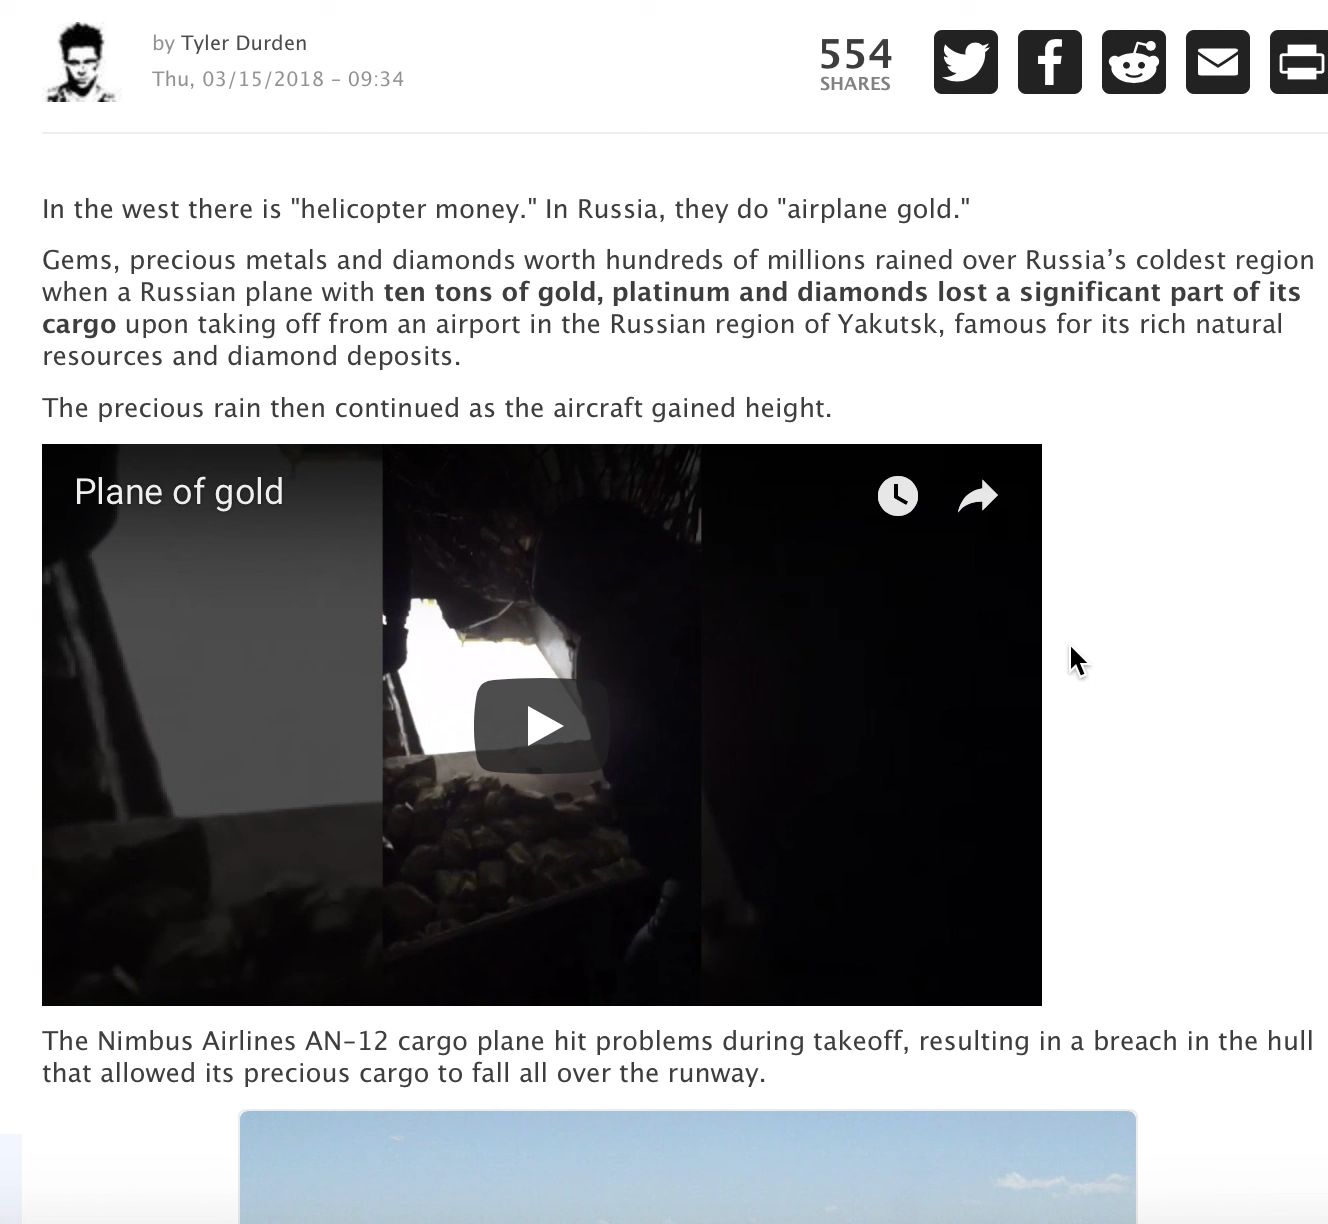 by Tyler Durden
Thu, 03/15/2018 - 09:34
554
SHARES
In the west there is "helicopter money." In Russia, they do "airplane gold."
Gems, precious metals and diamonds worth hundreds of millions rained over Russia’s coldest region
when a Russian plane with ten tons of gold, platinum and diamonds lost a significant part of its
cargo upon taking off from an airport in the Russian region of Yakutsk, famous for its rich natural
resources and diamond deposits.
The precious rain then continued as the aircraft gained height.
Plane of gold
The Nimbus Airlines AN-12 cargo plane hit problems during takeoff, resulting in a breach in the hull
that allowed its precious cargo to fall all over the runway.